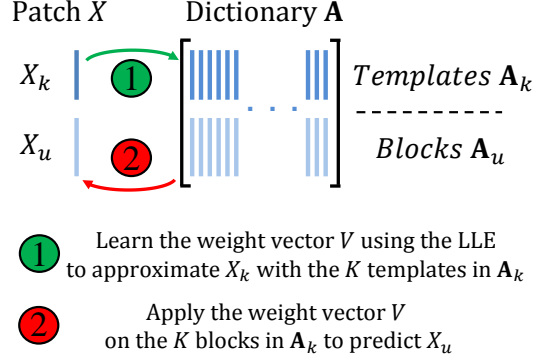 Patch X Dictionary A
X_k 1 Templates A_k
. . .
X_u 2 Blocks A_u
1 Learn the weight vector V using the LLE
to approximate X_k with the K templates in A_k
2 Apply the weight vector V
on the K blocks in A_k to predict X_u